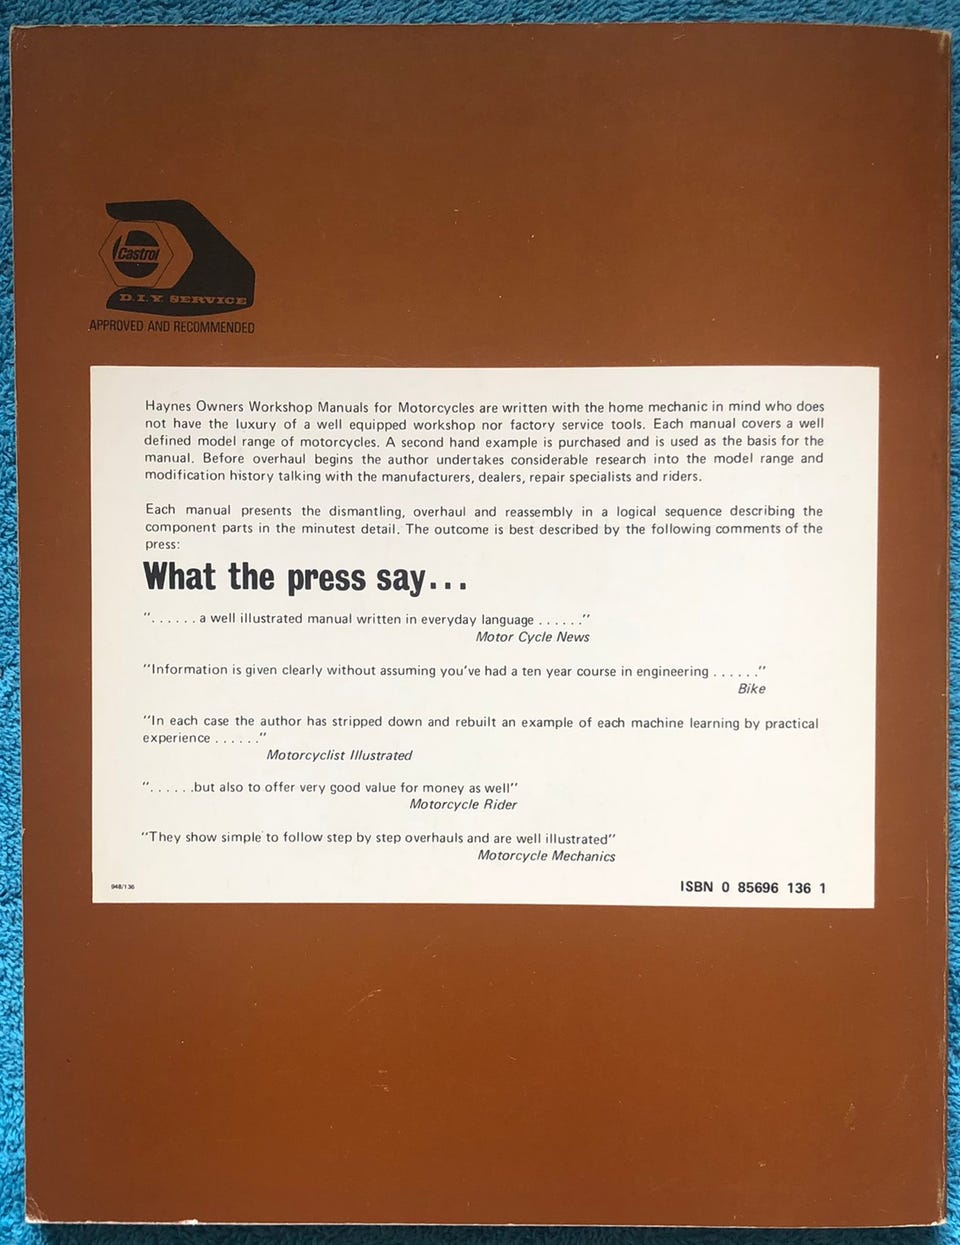 Castrol
D.I.Y. SERVICE
APPROVED AND RECOMMENDED
Haynes Owners Workshop Manuals for Motorcycles are written with the home mechanic in mind who does
not have the luxury of a well equipped workshop nor factory service tools. Each manual covers a well
defined model range of motorcycles. A second hand example is purchased and is used as the basis for the
manual. Before overhaul begins the author undertakes considerable research into the model range and
modification history talking with the manufacturers, dealers, repair specialists and riders.
Each manual presents the dismantling, overhaul and reassembly in a logical sequence describing the
component parts in the minutest detail. The outcome is best described by the following comments of the
press:
What the press say...
"......a well illustrated manual written in everyday language ......"
Motor Cycle News
"Information is given clearly without assuming you've had a ten year course in engineering ......"
Bike
"In each case the author has stripped down and rebuilt an example of each machine learning by practical
experience ......"
Motorcyclist Illustrated
"......but also to offer very good value for money as well"
Motorcycle Rider
"They show simple to follow step by step overhauls and are well illustrated"
Motorcycle Mechanics
948/136
ISBN 0 85696 136 1